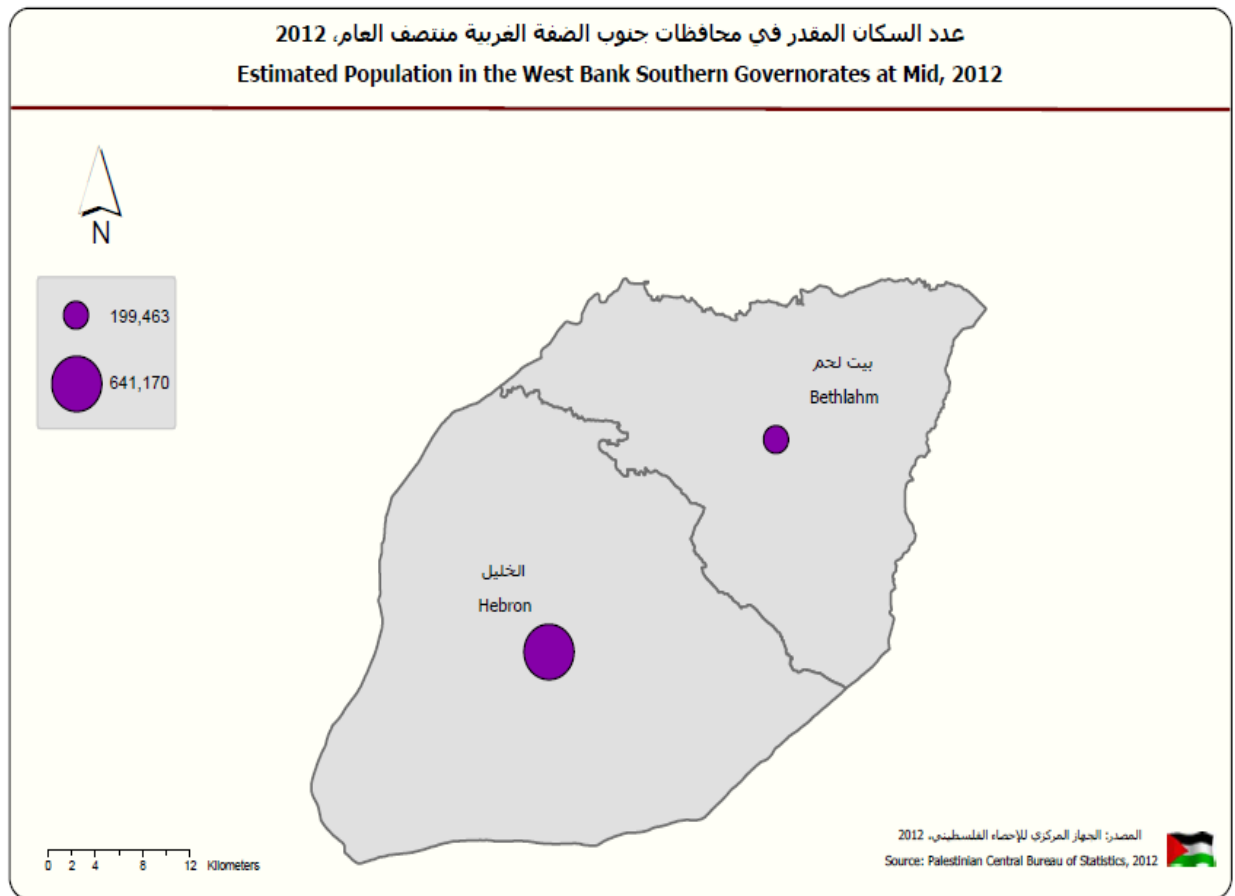 عدد السكان المقدر في محافظات جنوب الضفة الغربية منتصف العام، 2012
Estimated Population in the West Bank Southern Governorates at Mid, 2012
N
199,463
641,170
بيت لحم
Bethlahm
الخليل
Hebron
0 2 4 8 12 Kilometers
المصدر: الجهاز المركزي للإحصاء الفلسطيني، 2012
Source: Palestinian Central Bureau of Statistics, 2012